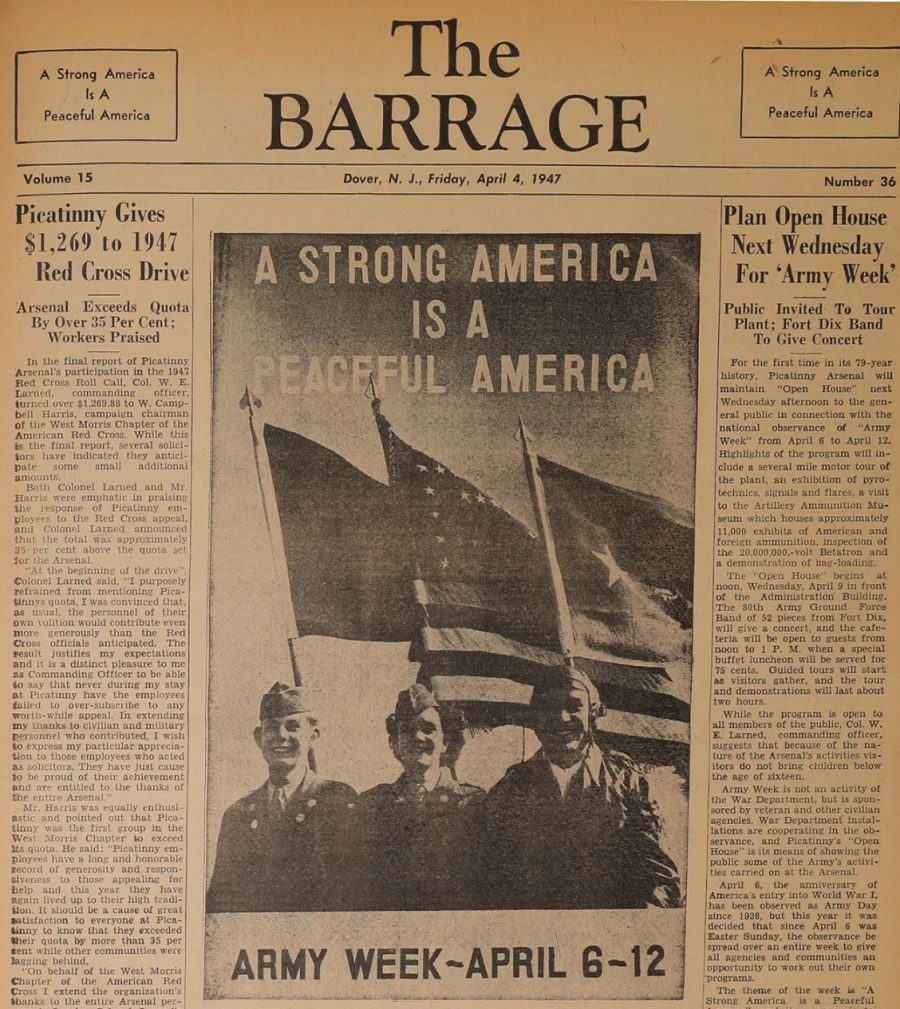 The
BARRAGE
A Strong America
Is A
Peaceful America
A Strong America
Is A
Peaceful America
Volume 15
Dover, N. J., Friday, April 4, 1947
Number 36
Picatinny Gives
$1,269 to 1947
Red Cross Drive
Arsenal Exceeds Quota
By Over 35 Per Cent;
Workers Praised
In the final report of Picatinny
Arsenal's participation in the 1947
Red Cross Roll Call, Col. W. E.
Larned, commanding officer,
turned over $1,269.88 to W. Camp-
bell Harris, campaign chairman
of the West Morris Chapter of the
American Red Cross. While this
is the final report, several solici-
tors have indicated they antici-
pate some small additional
amounts.
Both Colonel Larned and Mr.
Harris were emphatic in praising
the response of Picatinny em-
ployees to the Red Cross appeal,
and Colonel Larned announced
that the total was approximately
35 per cent above the quota set
for the Arsenal.
"At the beginning of the drive",
Colonel Larned said, "I purposely
refrained from mentioning Pica-
tinnys quota, I was convinced that,
as usual, the personnel of their
own volition would contribute even
more generously than the Red
Cross officials anticipated. The
result justifies my expectations
and it is a distinct pleasure to me
as Commanding Officer to be able
to say that never during my stay
at Picatinny have the employees
failed to over-subscribe to any
worth-while appeal. In extending
my thanks to civilian and military
personnel who contributed, I wish
to express my particular apprecia-
tion to those employees who acted
as solicitors. They have just cause
to be proud of their achievement
and are entitled to the thanks of
the entire Arsenal."
Mr. Harris was equally enthusi-
astic and pointed out that Pica-
tinny was the first group in the
West Morris Chapter to exceed
its quota. He said: "Picatinny em-
ployees have a long and honorable
record of generosity and respon-
siveness to those appealing for
help and this year they have
again lived up to their high tradi-
tion. It should be a cause of great
satisfaction to everyone at Pica-
tinny to know that they exceeded
their quota by more than 35 per
cent while other communities were
lagging behind.
"On behalf of the West Morris
Chapter of the American Red
Cross I extend the organization's
thanks to the entire Arsenal per-
A STRONG AMERICA
IS A
PEACEFUL AMERICA
ARMY WEEK~APRIL 6-12
Plan Open House
Next Wednesday
For 'Army Week'
Public Invited To Tour
Plant; Fort Dix Band
To Give Concert
For the first time in its 79-year
history, Picatinny Arsenal will
maintain "Open House" next
Wednesday afternoon to the gen-
eral public in connection with the
national observance of "Army
Week" from April 6 to April 12.
Highlights of the program will in-
clude a several mile motor tour of
the plant, an exhibition of pyro-
technics, signals and flares, a visit
to the Artillery Ammunition Mu-
seum which houses approximately
11,000 exhibits of American and
foreign ammunition, inspection of
the 20,000,000,-volt Betatron and
a demonstration of bag-loading.
The "Open House" begins at
noon, Wednesday, April 9 in front
of the Administration Building.
The 80th Army Ground Force
Band of 52 pieces from Fort Dix,
will give a concert, and the cafe-
teria will be open to guests from
noon to 1 P. M. when a special
buffet luncheon will be served for
75 cents. Guided tours will start
as visitors gather, and the tour
and demonstrations will last about
two hours.
While the program is open to
all members of the public, Col. W.
E. Larned, commanding officer,
suggests that because of the na-
ture of the Arsenal's activities vis-
itors do not bring children below
the age of sixteen.
Army Week is not an activity of
the War Department, but is spon-
sored by veteran and other civilian
agencies. War Department instal-
lations are cooperating in the ob-
servance, and Picatinny's "Open
House" is its means of showing the
public some of the Army's activi-
ties carried on at the Arsenal.
April 6, the anniversary of
America's entry into World War I,
has been observed as Army Day
since 1928, but this year it was
decided that since April 6 was
Easter Sunday, the observance be
spread over an entire week to give
all agencies and communities an
opportunity to work out their own
programs.
The theme of the week is "A
Strong America is a Peaceful